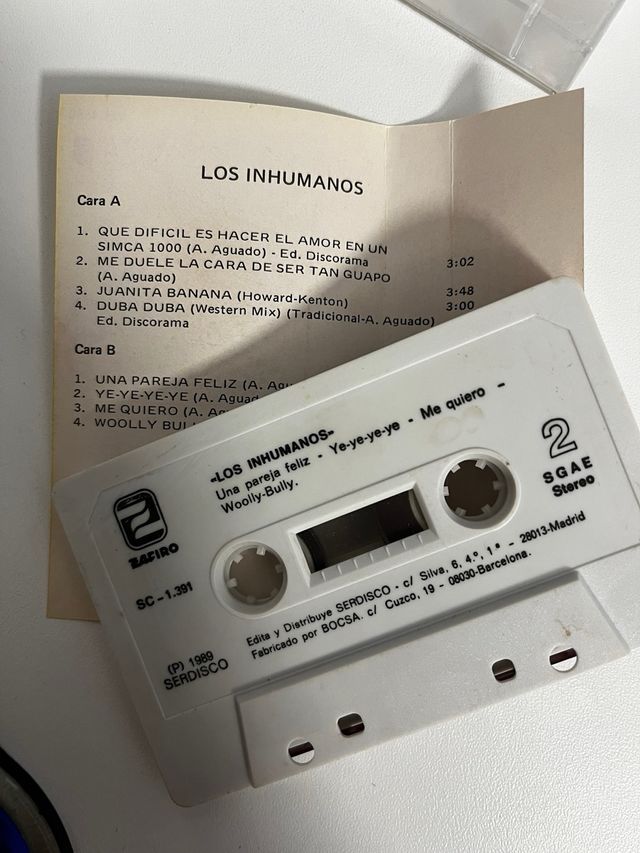 LOS INHUMANOS
Cara A
1. QUE DIFICIL ES HACER EL AMOR EN UN
SIMCA 1000 (A. Aguado) - Ed. Discorama 3:02
2. ME DUELE LA CARA DE SER TAN GUAPO
(A. Aguado) 3:48
3. JUANITA BANANA (Howard-Kenton) 3:00
4. DUBA DUBA (Western Mix) (Tradicional-A. Aguado)
Ed. Discorama
Cara B
1. UNA PAREJA FELIZ (A.
2. YE-YE-YE-YE (A. Aguad
3. ME QUIERO (A.
4. WOOLLY
-LOS INHUMANOS-
Una pareja feliz - Ye-ye-ye-ye - Me quiero -
Woolly-Bully.
2
SGAE
Stereo
ZAFIRO
SC-1.391
Edita y Distribuye SERDISCO - c/ Silva, 6, 4.º, 1ª - 28013-Madrid
Fabricado por BOCSA. c/ Cuzco, 19 - 08030-Barcelona.
(P) 1989
SERDISCO